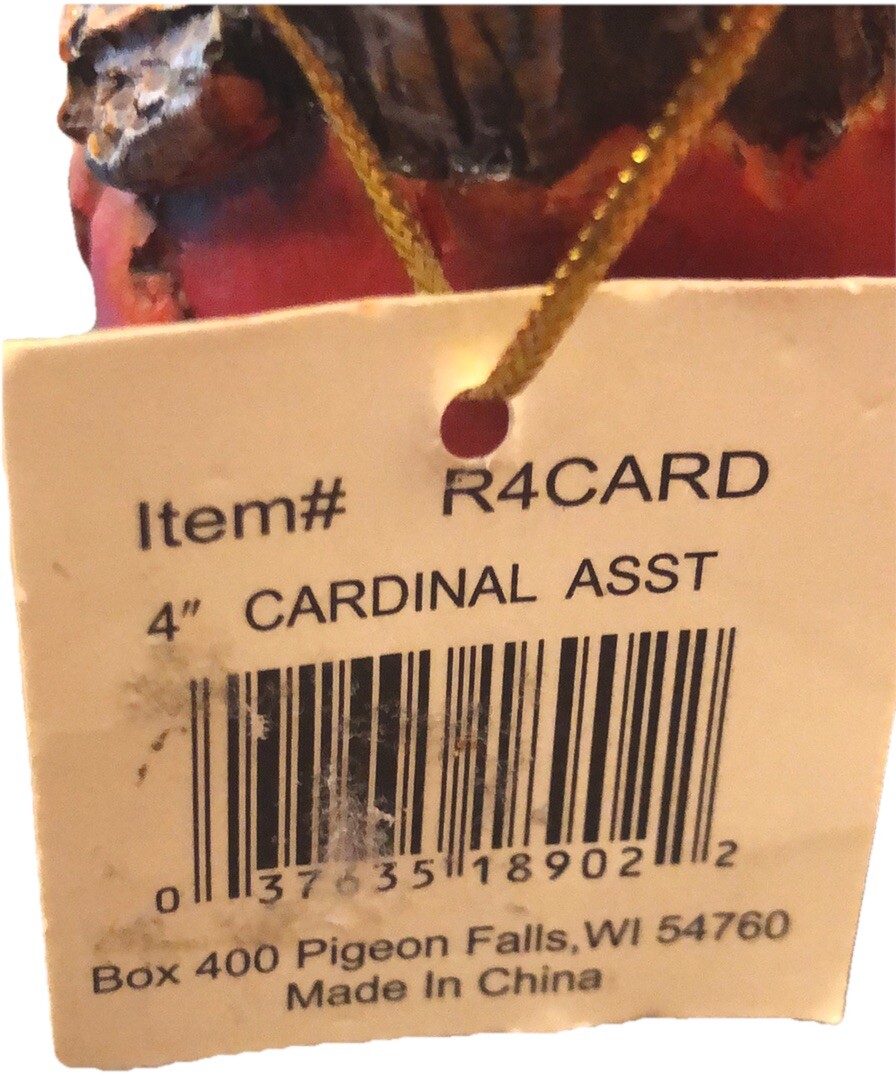 Item# R4CARD
4" CARDINAL ASST
0 37635 18902 2
Box 400 Pigeon Falls,WI 54760
Made In China